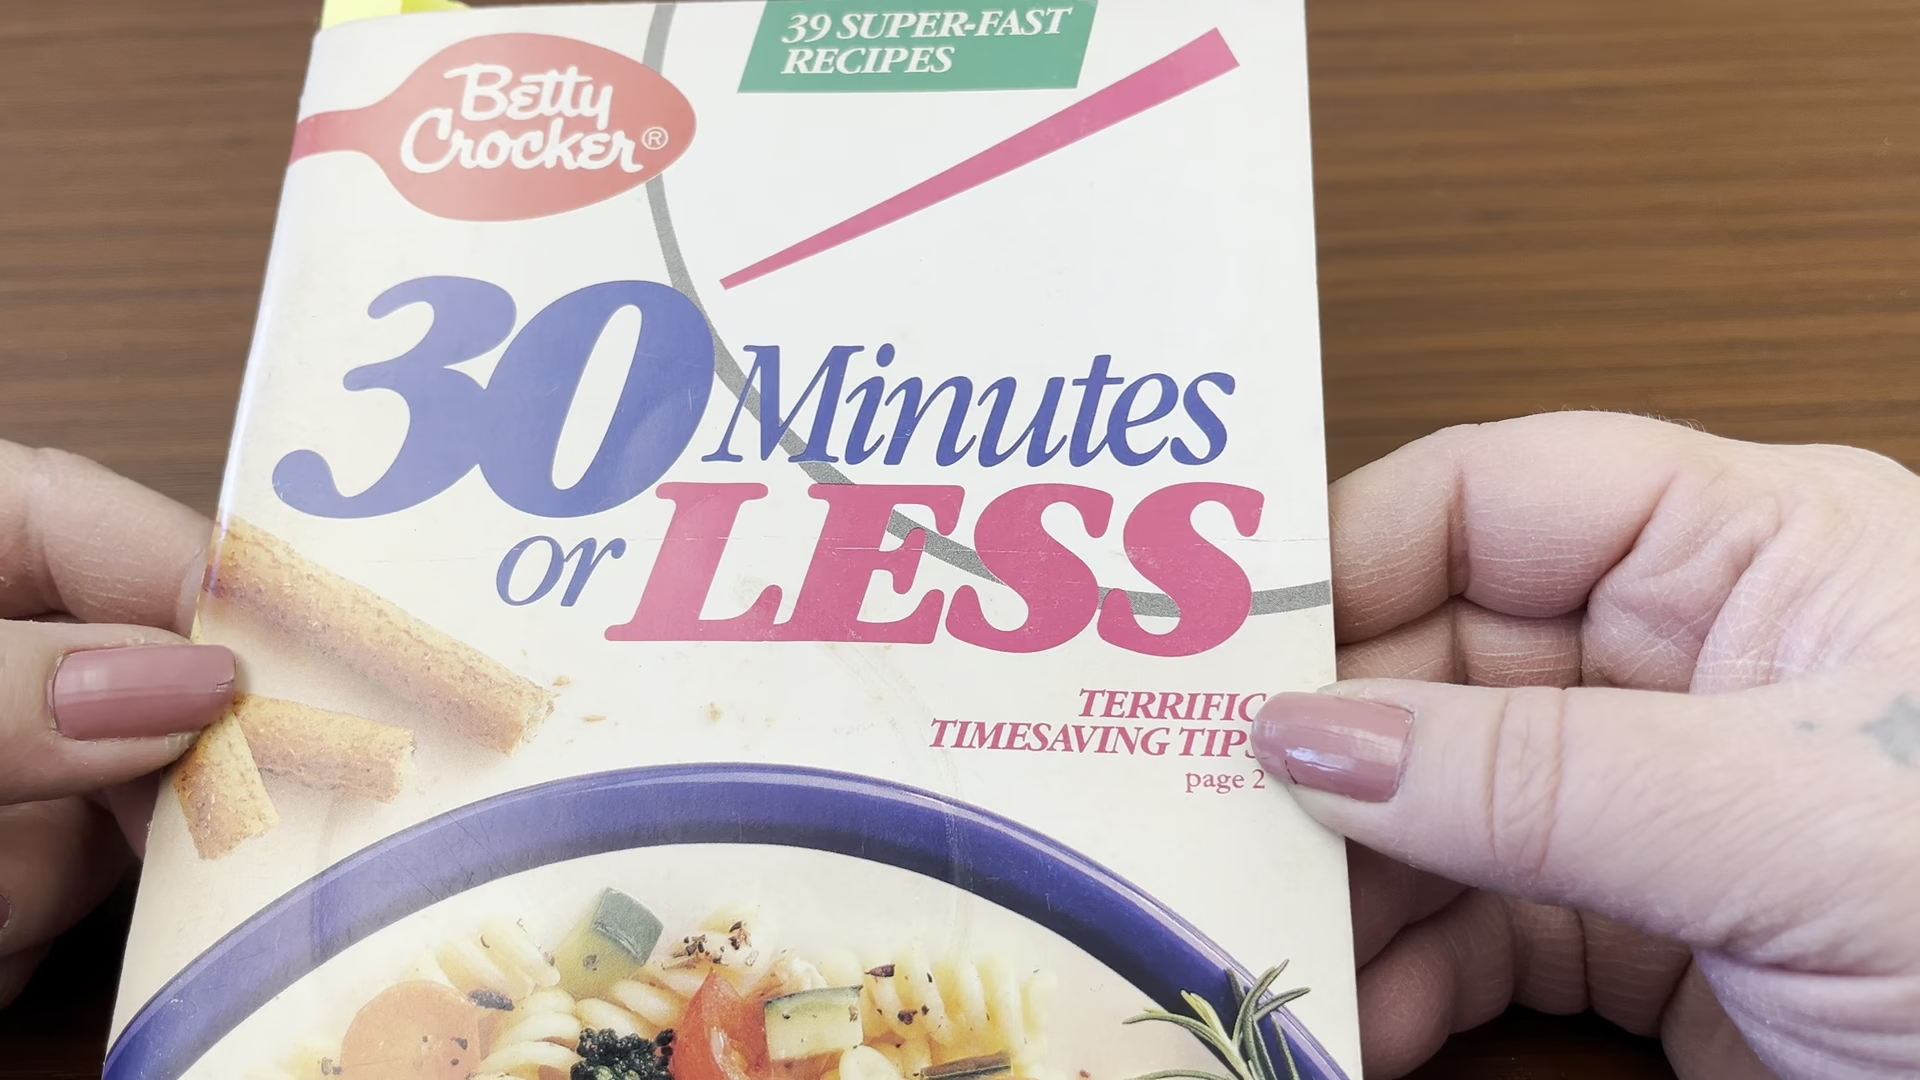 39 SUPER-FAST
RECIPES
Betty
Crocker®
30 Minutes
or LESS
TERRIFIC
TIMESAVING TIPS
page 2